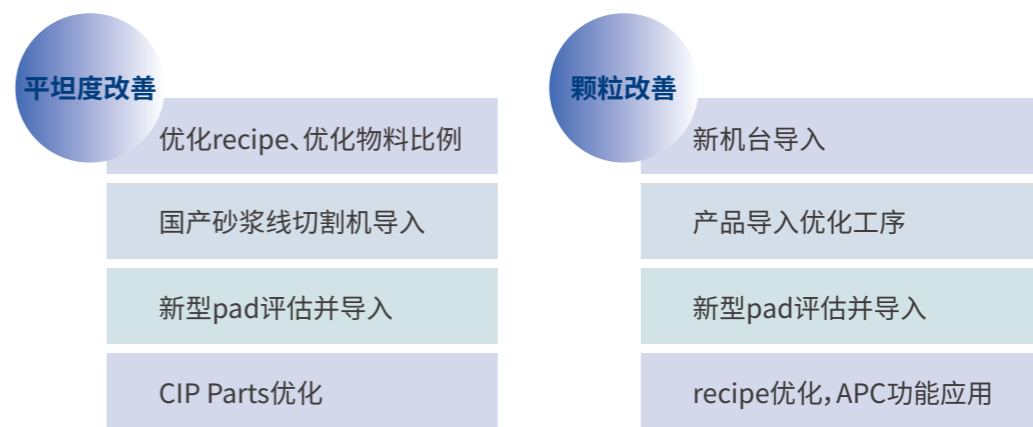 平坦度改善
优化recipe、优化物料比例
国产砂浆线切割机导入
新型pad评估并导入
CIP Parts优化
颗粒改善
新机台导入
产品导入优化工序
新型pad评估并导入
recipe优化，APC功能应用